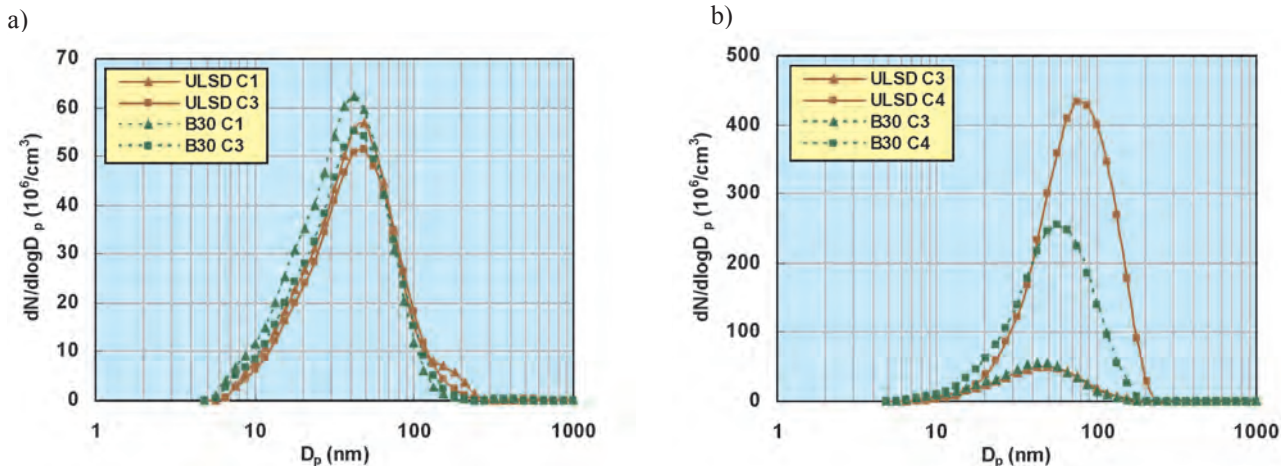 a)
70
60
50
40
30
20
10
0
dN/dlogD p (10⁶/cm³)
ULSD C1
ULSD C3
B30 C1
B30 C3
1 10 100 1000
D p (nm)
b)
500
400
300
200
100
0
dN/dlogD p (10⁶/cm³)
ULSD C3
ULSD C4
B30 C3
B30 C4
1 10 100 1000
D p (nm)